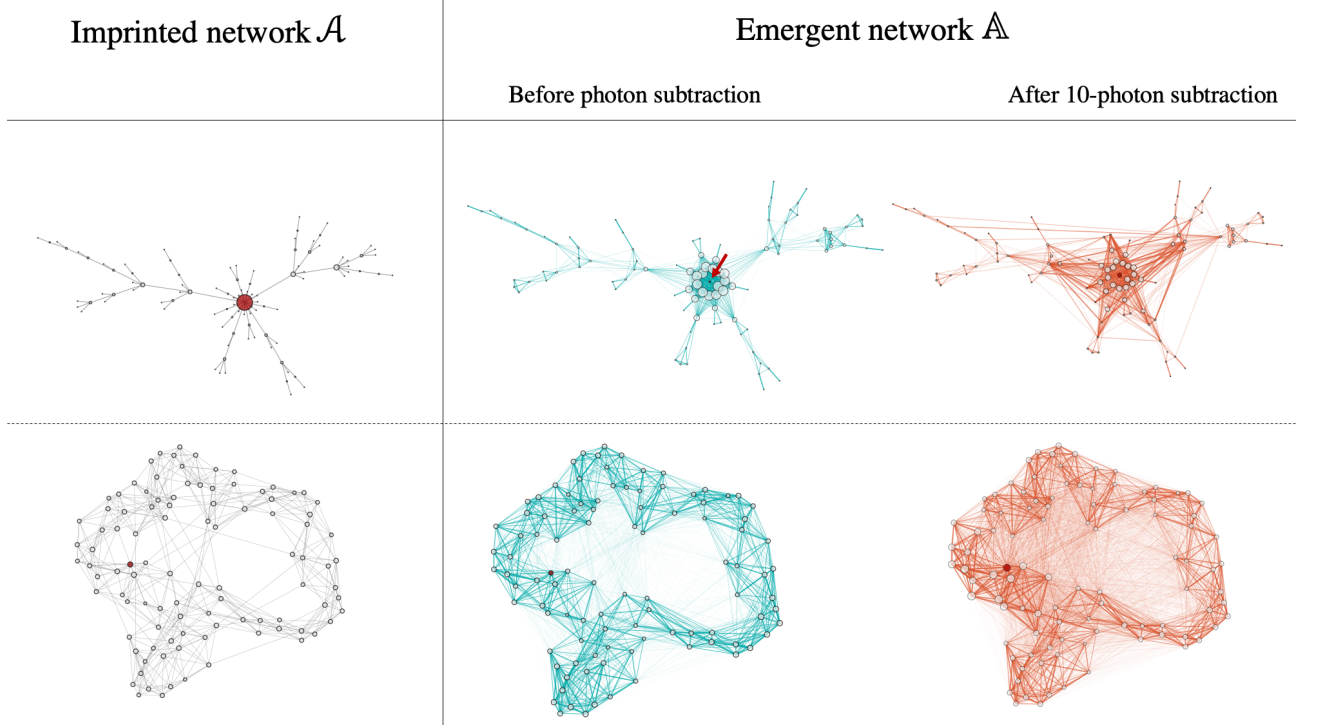 Imprinted network 𝒜
Emergent network 𝔸
Before photon subtraction
After 10-photon subtraction